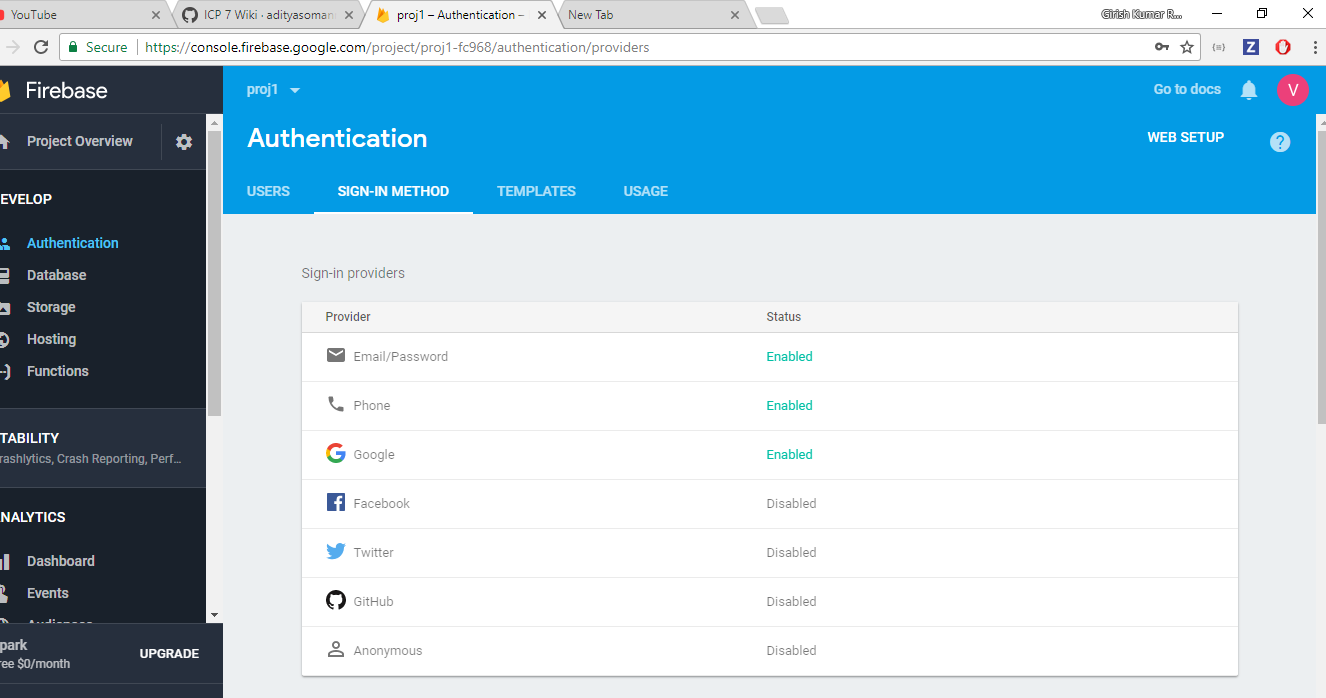 YouTube
ICP 7 Wiki · adityasoman
proj1 – Authentication –
New Tab
Girish Kumar R...
Secure
https://console.firebase.google.com/project/proj1-fc968/authentication/providers
Firebase
proj1
Go to docs
V
Project Overview
Authentication
WEB SETUP
?
USERS
SIGN-IN METHOD
TEMPLATES
USAGE
EVELOP
Authentication
Database
Storage
Hosting
Functions
TABILITY
rashlytics, Crash Reporting, Perf...
NALYTICS
Dashboard
Events
Audiences
park
ree $0/month
UPGRADE
Sign-in providers
Provider Status
Email/Password Enabled
Phone Enabled
Google Enabled
Facebook Disabled
Twitter Disabled
GitHub Disabled
Anonymous Disabled